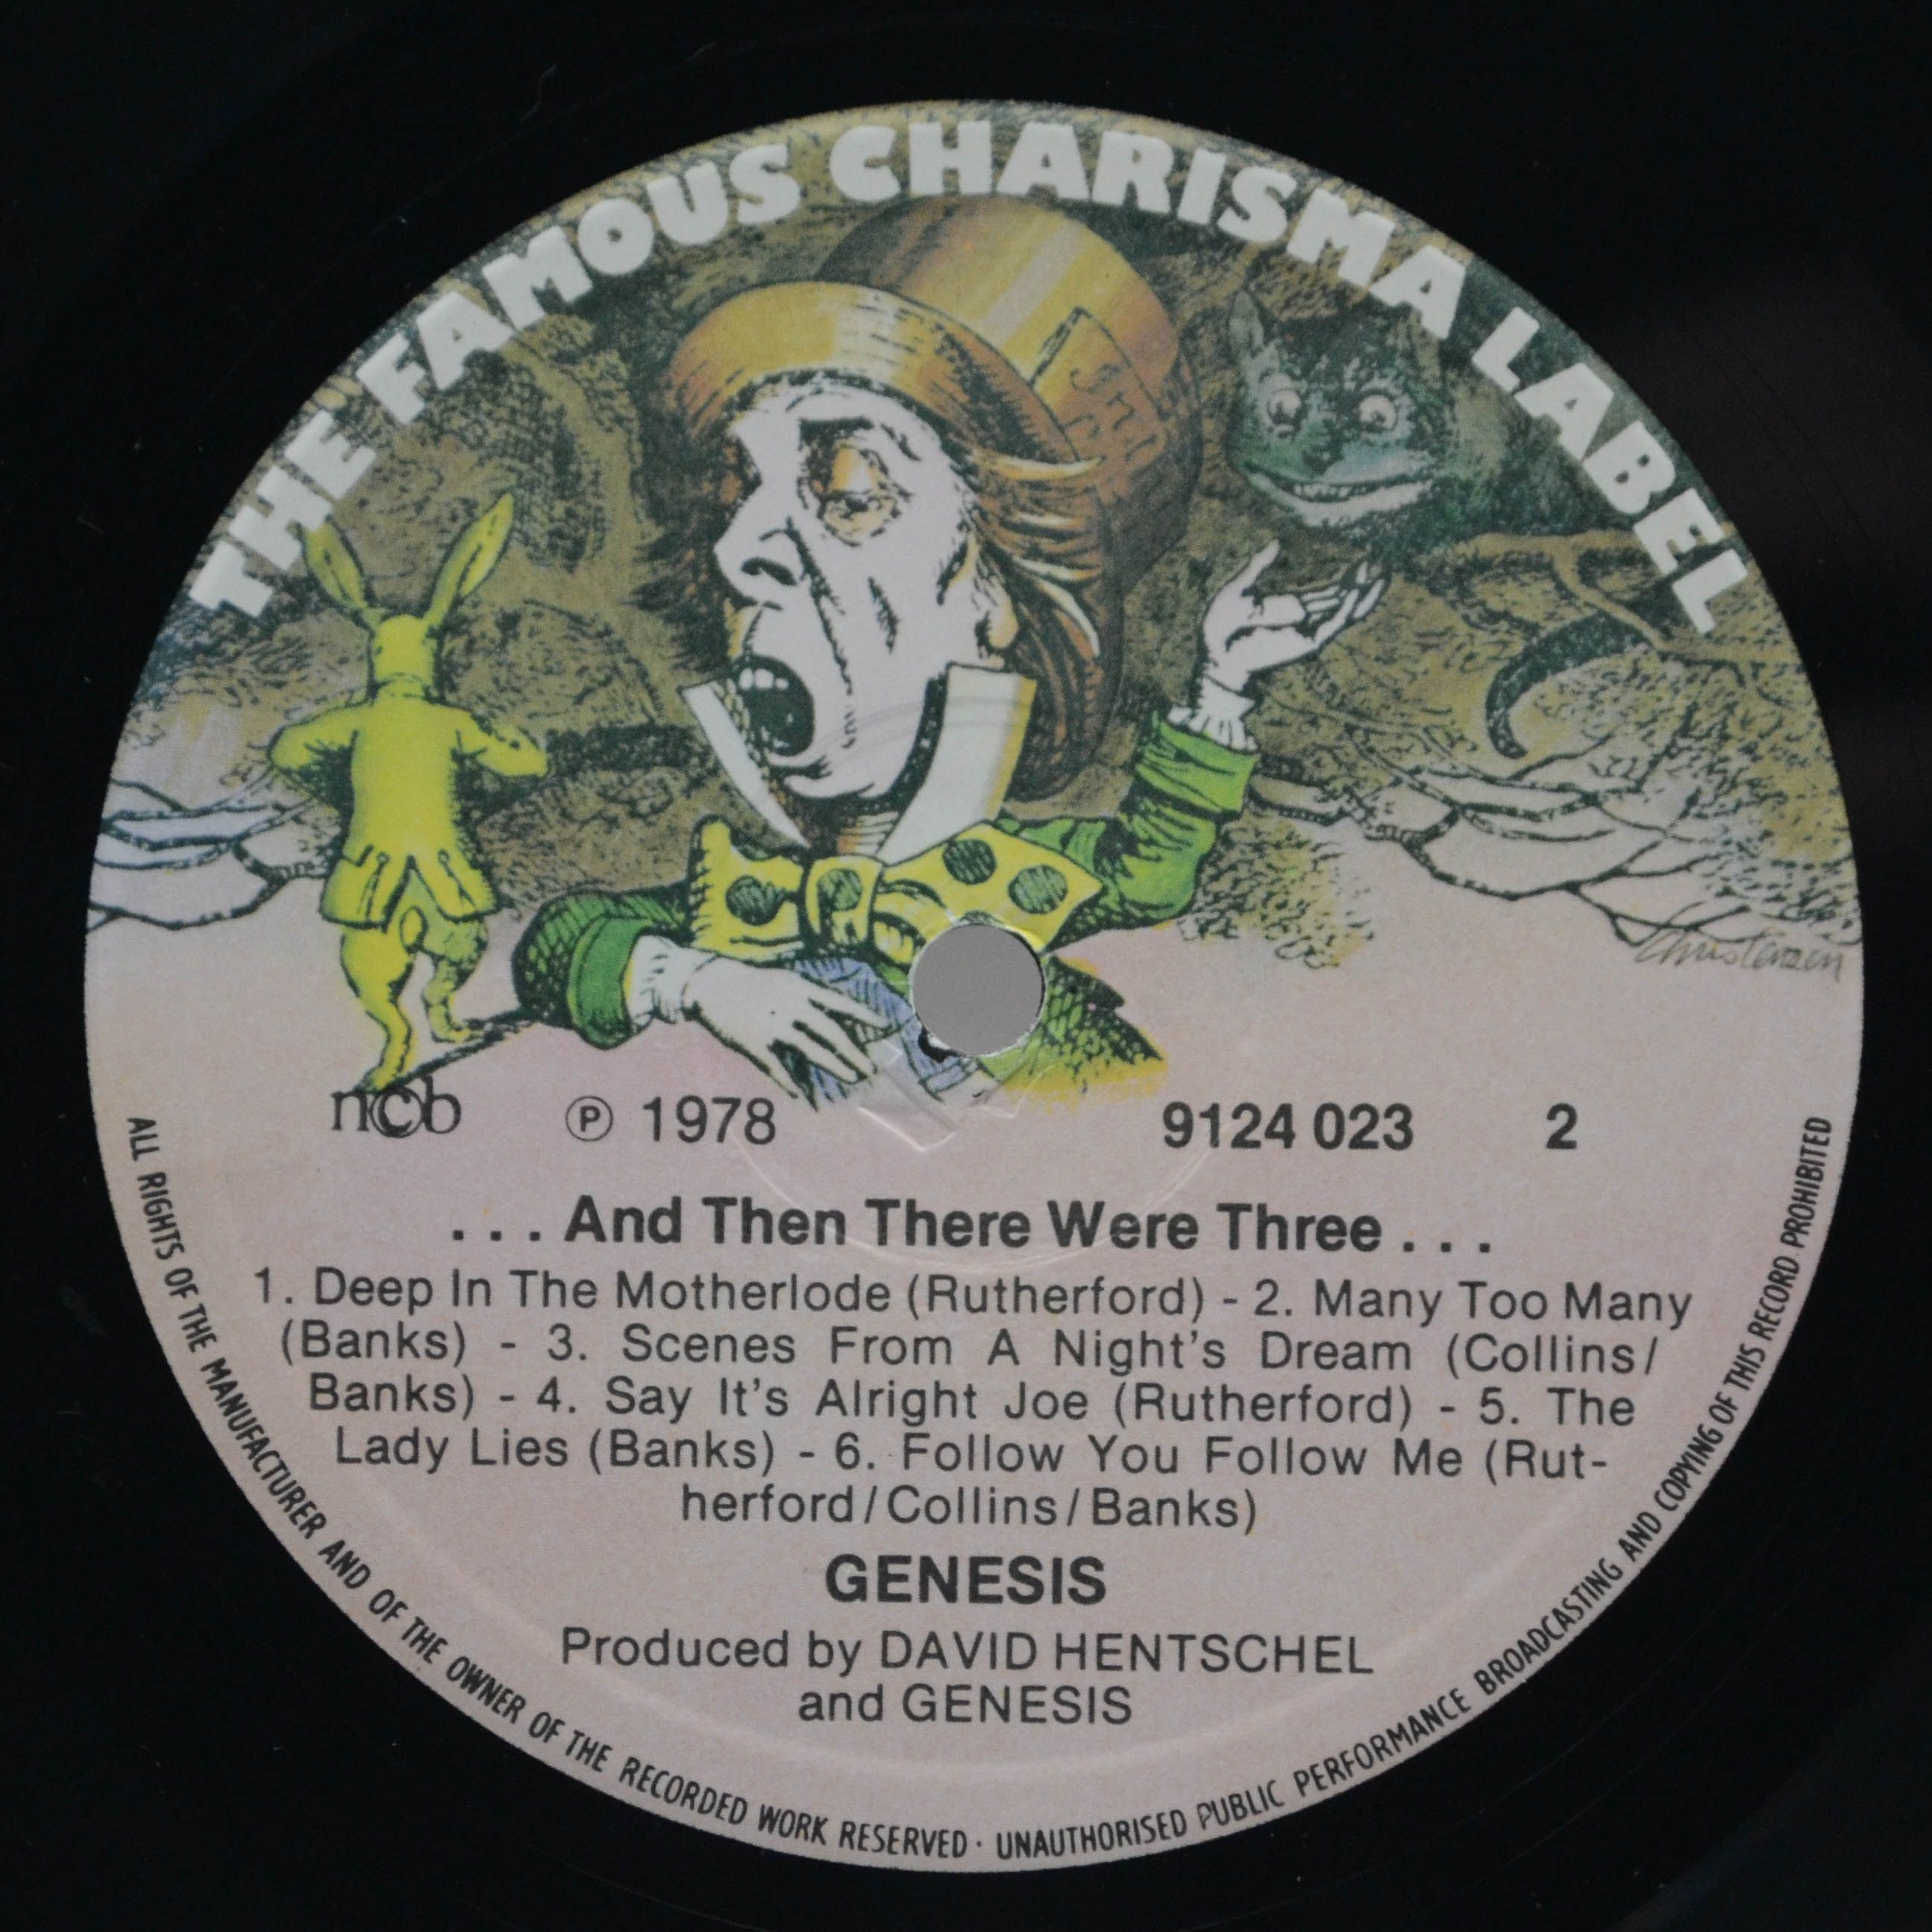 THE FAMOUS CHARISMA LABEL
Christensen
n©b ℗ 1978 9124 023 2
. . . And Then There Were Three . . .
1. Deep In The Motherlode (Rutherford) - 2. Many Too Many
(Banks) - 3. Scenes From A Night's Dream (Collins/
Banks) - 4. Say It's Alright Joe (Rutherford) - 5. The
Lady Lies (Banks) - 6. Follow You Follow Me (Rut-
herford/Collins/Banks)
GENESIS
Produced by DAVID HENTSCHEL
and GENESIS
ALL RIGHTS OF THE MANUFACTURER AND OF THE OWNER OF THE RECORDED WORK RESERVED · UNAUTHORISED PUBLIC PERFORMANCE BROADCASTING AND COPYING OF THIS RECORD PROHIBITED